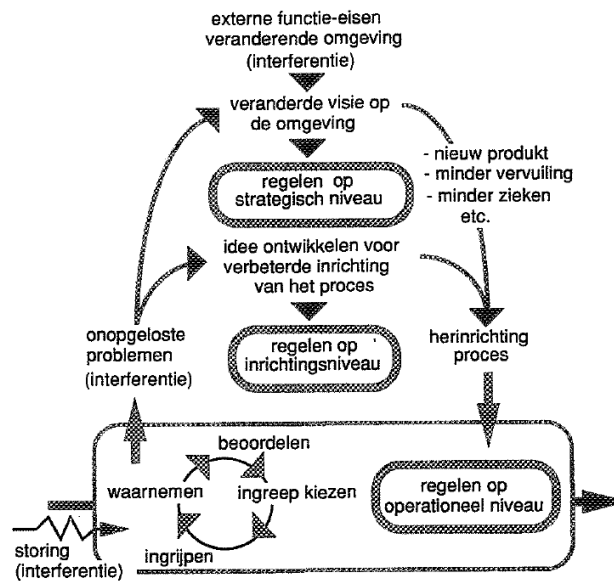 externe functie-eisen
veranderende omgeving
(interferentie)
veranderde visie op
de omgeving
- nieuw produkt
- minder vervuiling
- minder zieken
etc.
regelen op
strategisch niveau
idee ontwikkelen voor
verbeterde inrichting
van het proces
onopgeloste
problemen
(interferentie)
regelen op
inrichtingsniveau
herinrichting
proces
beoordelen
waarnemen
ingreep kiezen
ingrijpen
regelen op
operationeel niveau
storing
(interferentie)